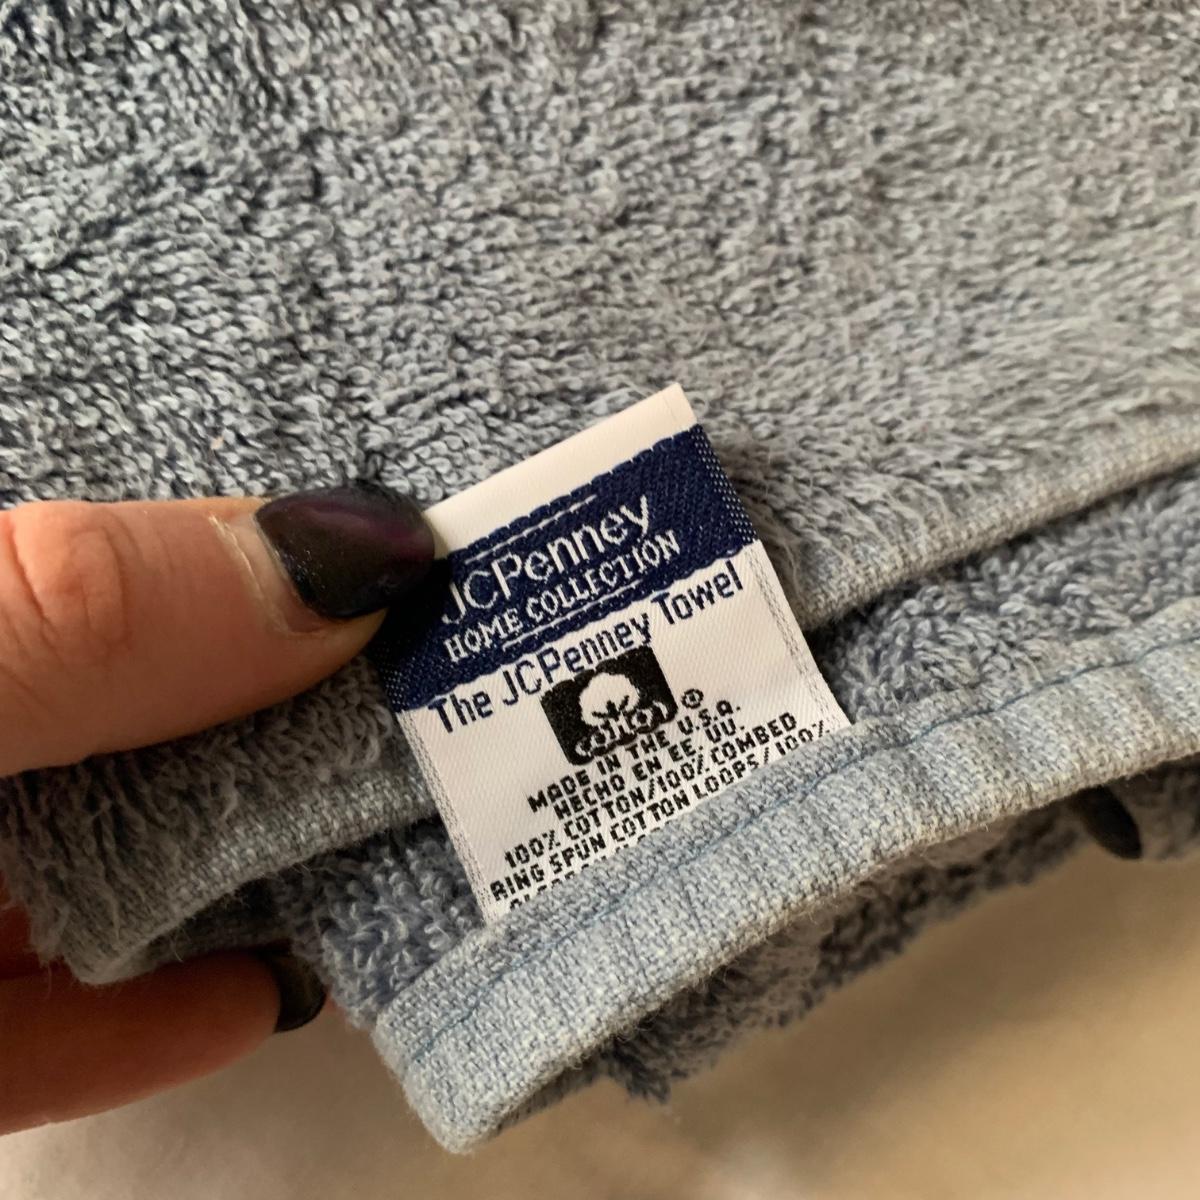 JCPenney
HOME COLLECTION
The JCPenney Towel
COTTON ®
MADE IN THE U.S.A.
HECHO EN EE. UU.
100% COTTON/100% COMBED
RING SPUN COTTON LOOPS/100%